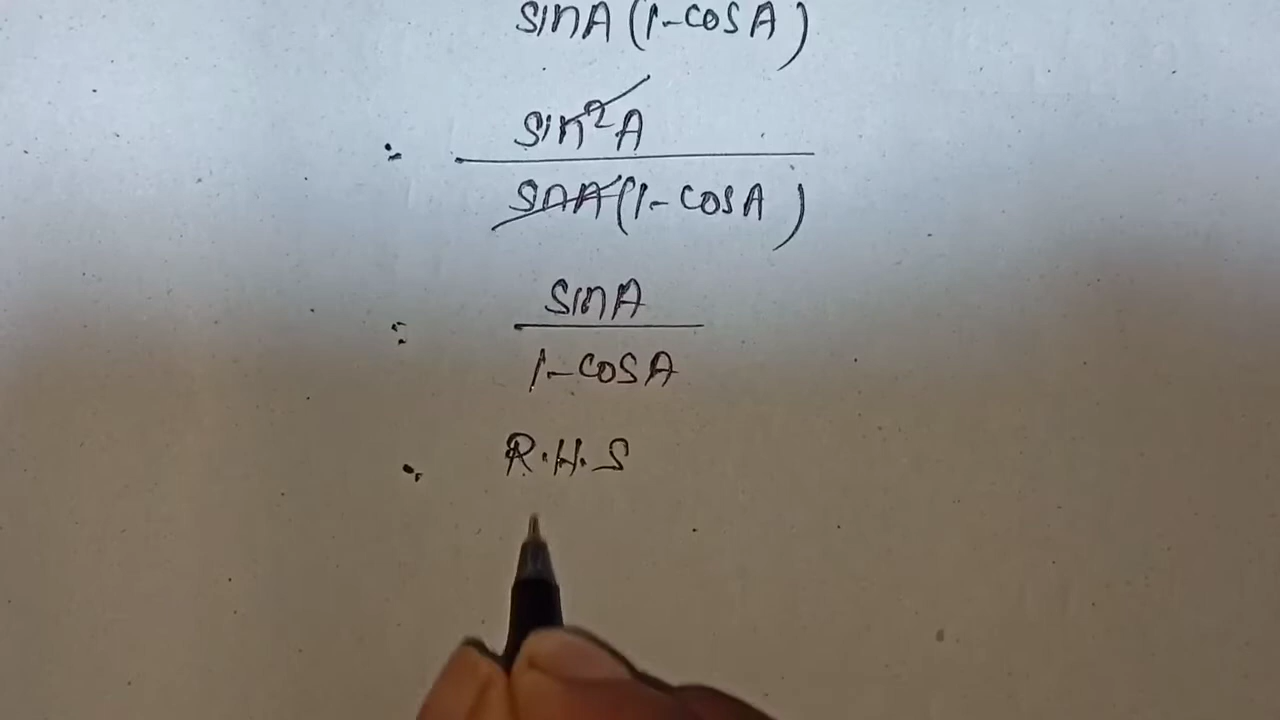 sinA(1-cosA)
= sin²A
sinA(1-cosA)
= sinA
1-cosA
= R.H.S